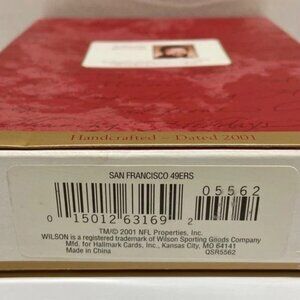 Handcrafted ~ Dated 2001
SAN FRANCISCO 49ERS
05562
0 15012 63169 2
TM/© 2001 NFL Properties, Inc.
WILSON is a registered trademark of Wilson Sporting Goods Company
Mfd. for Hallmark Cards, Inc., Kansas City, MO 64141
Made in China QSR5562